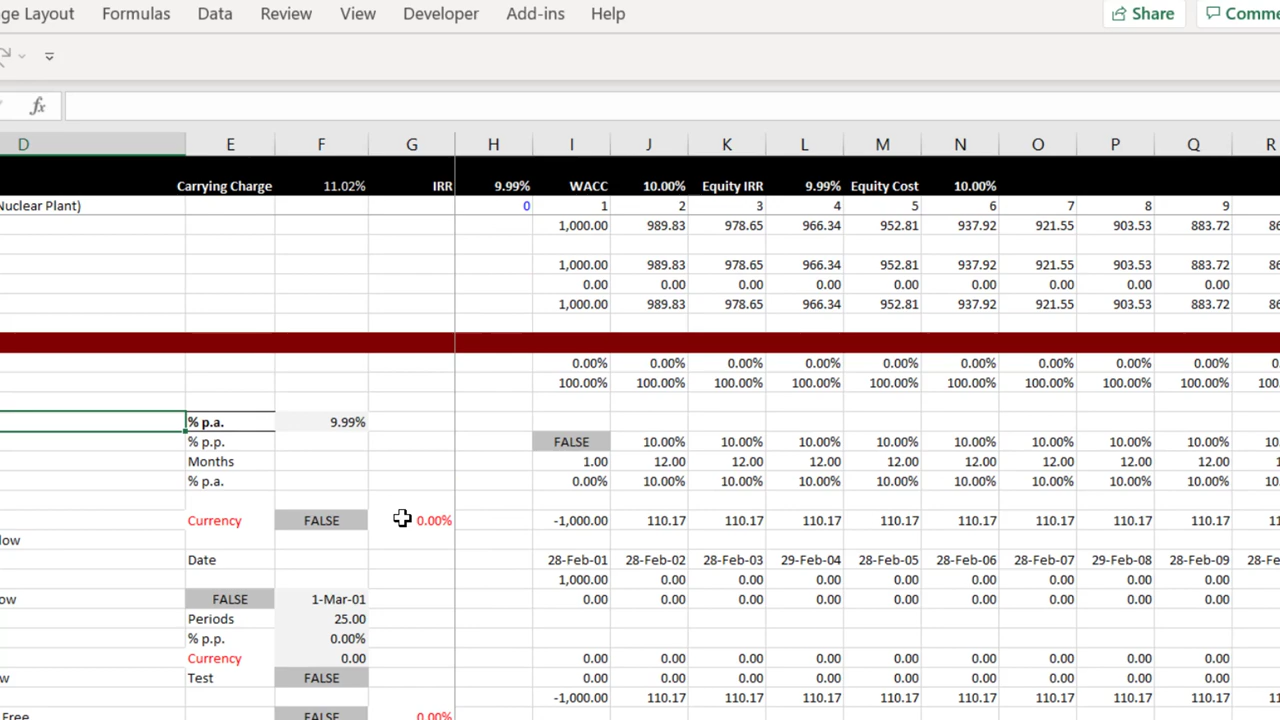 ge Layout Formulas Data Review View Developer Add-ins Help Share Comme
fx
D E F G H I J K L M N O P Q R
Carrying Charge 11.02% IRR 9.99% WACC 10.00% Equity IRR 9.99% Equity Cost 10.00%
Nuclear Plant) 0 1 2 3 4 5 6 7 8 9
1,000.00 989.83 978.65 966.34 952.81 937.92 921.55 903.53 883.72 86
1,000.00 989.83 978.65 966.34 952.81 937.92 921.55 903.53 883.72 86
0.00 0.00 0.00 0.00 0.00 0.00 0.00 0.00 0.00
1,000.00 989.83 978.65 966.34 952.81 937.92 921.55 903.53 883.72 86
0.00% 0.00% 0.00% 0.00% 0.00% 0.00% 0.00% 0.00% 0.00% 0.
100.00% 100.00% 100.00% 100.00% 100.00% 100.00% 100.00% 100.00% 100.00% 100
% p.a. 9.99%
% p.p. FALSE 10.00% 10.00% 10.00% 10.00% 10.00% 10.00% 10.00% 10.00% 10.
Months 1.00 12.00 12.00 12.00 12.00 12.00 12.00 12.00 12.00 1
% p.a. 0.00% 10.00% 10.00% 10.00% 10.00% 10.00% 10.00% 10.00% 10.00% 10.
Currency FALSE 0.00% -1,000.00 110.17 110.17 110.17 110.17 110.17 110.17 110.17 110.17 11
low
Date 28-Feb-01 28-Feb-02 28-Feb-03 29-Feb-04 28-Feb-05 28-Feb-06 28-Feb-07 29-Feb-08 28-Feb-09 28-F
1,000.00 0.00 0.00 0.00 0.00 0.00 0.00 0.00 0.00
ow FALSE 1-Mar-01 0.00 0.00 0.00 0.00 0.00 0.00 0.00 0.00 0.00
Periods 25.00
% p.p. 0.00%
Currency 0.00 0.00 0.00 0.00 0.00 0.00 0.00 0.00 0.00 0.00
w Test FALSE 0.00 0.00 0.00 0.00 0.00 0.00 0.00 0.00 0.00
-1,000.00 110.17 110.17 110.17 110.17 110.17 110.17 110.17 110.17 11
Free FALSE 0.00%